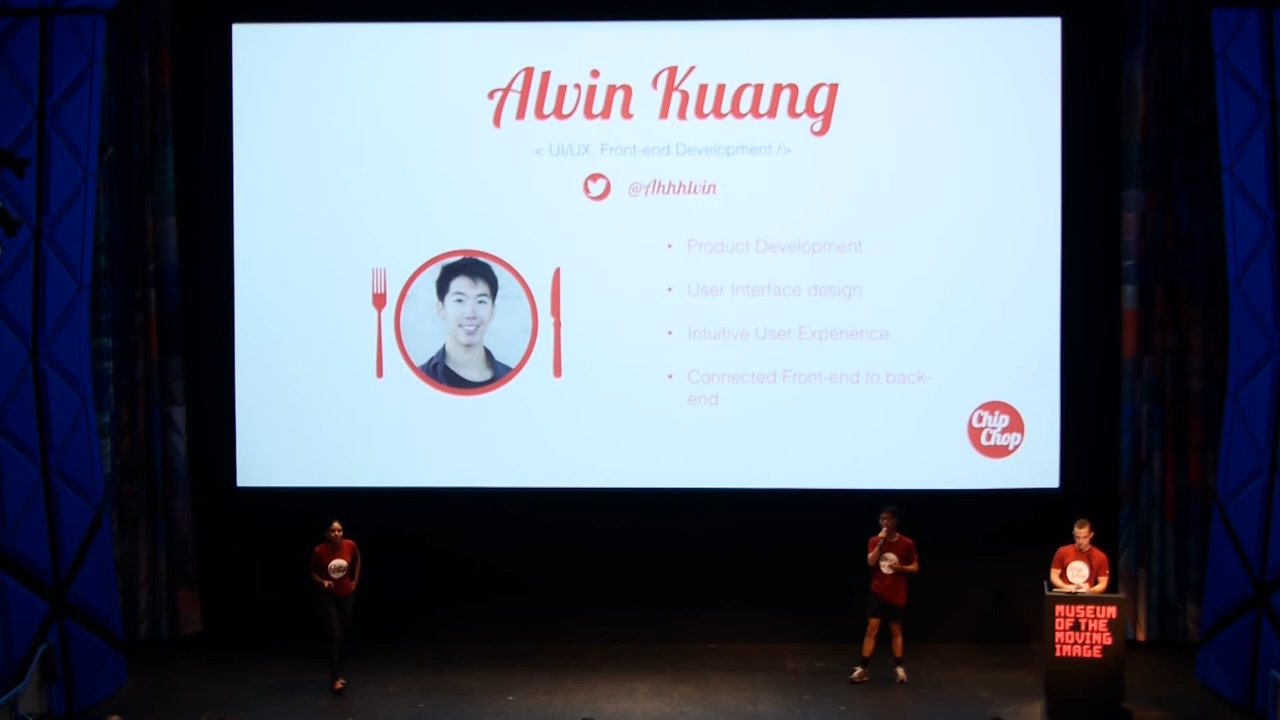 Alvin Kuang
< UI/UX, Front-end Development />
@Ahhhlvin
• Product Development
• User Interface design
• Intuitive User Experience
• Connected Front-end to back-
end
Chip
Chop
MUSEUM
OF THE
MOVING
IMAGE